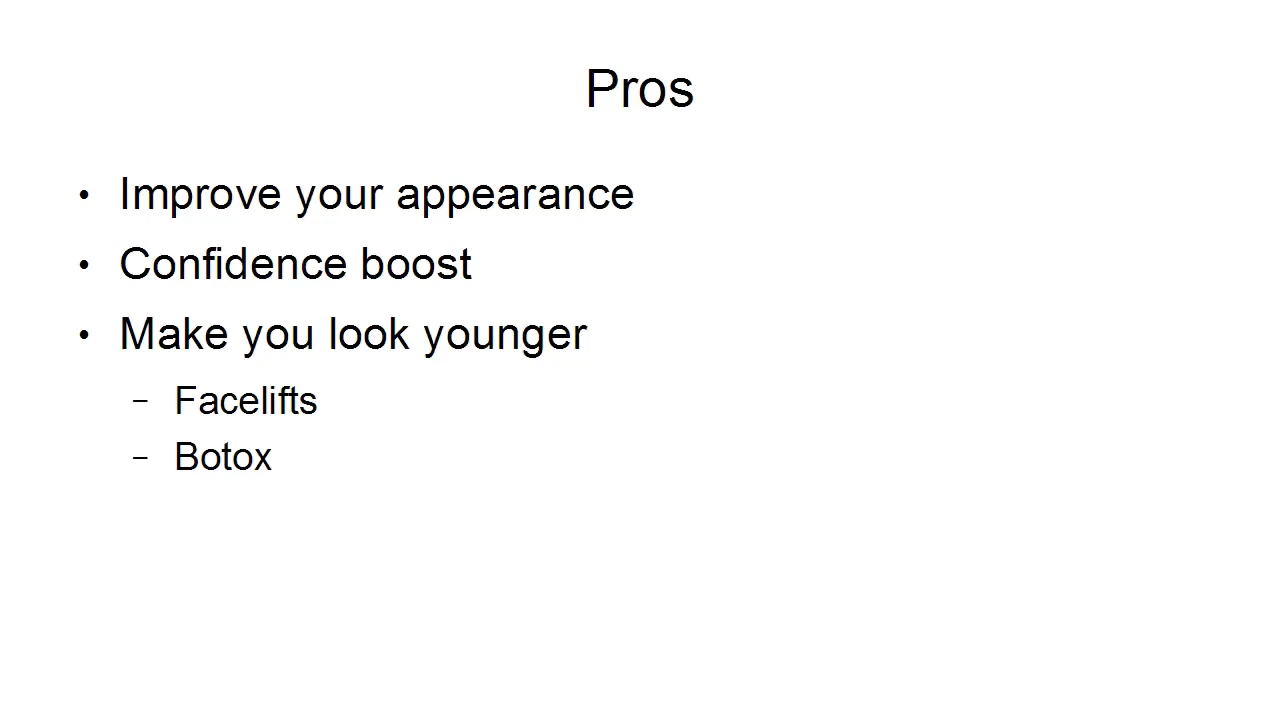 Pros
• Improve your appearance
• Confidence boost
• Make you look younger
– Facelifts
– Botox